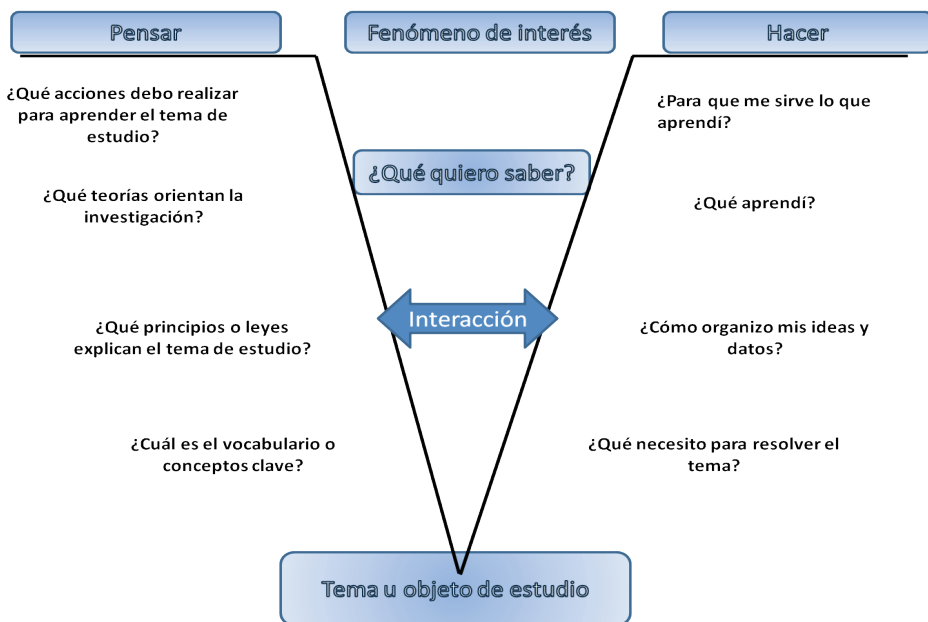 Pensar
Fenómeno de interés
Hacer
¿Qué acciones debo realizar
para aprender el tema de
estudio?
¿Para que me sirve lo que
aprendí?
¿Qué quiero saber?
¿Qué teorías orientan la
investigación?
¿Qué aprendí?
Interacción
¿Qué principios o leyes
explican el tema de estudio?
¿Cómo organizo mis ideas y
datos?
¿Cuál es el vocabulario o
conceptos clave?
¿Qué necesito para resolver el
tema?
Tema u objeto de estudio